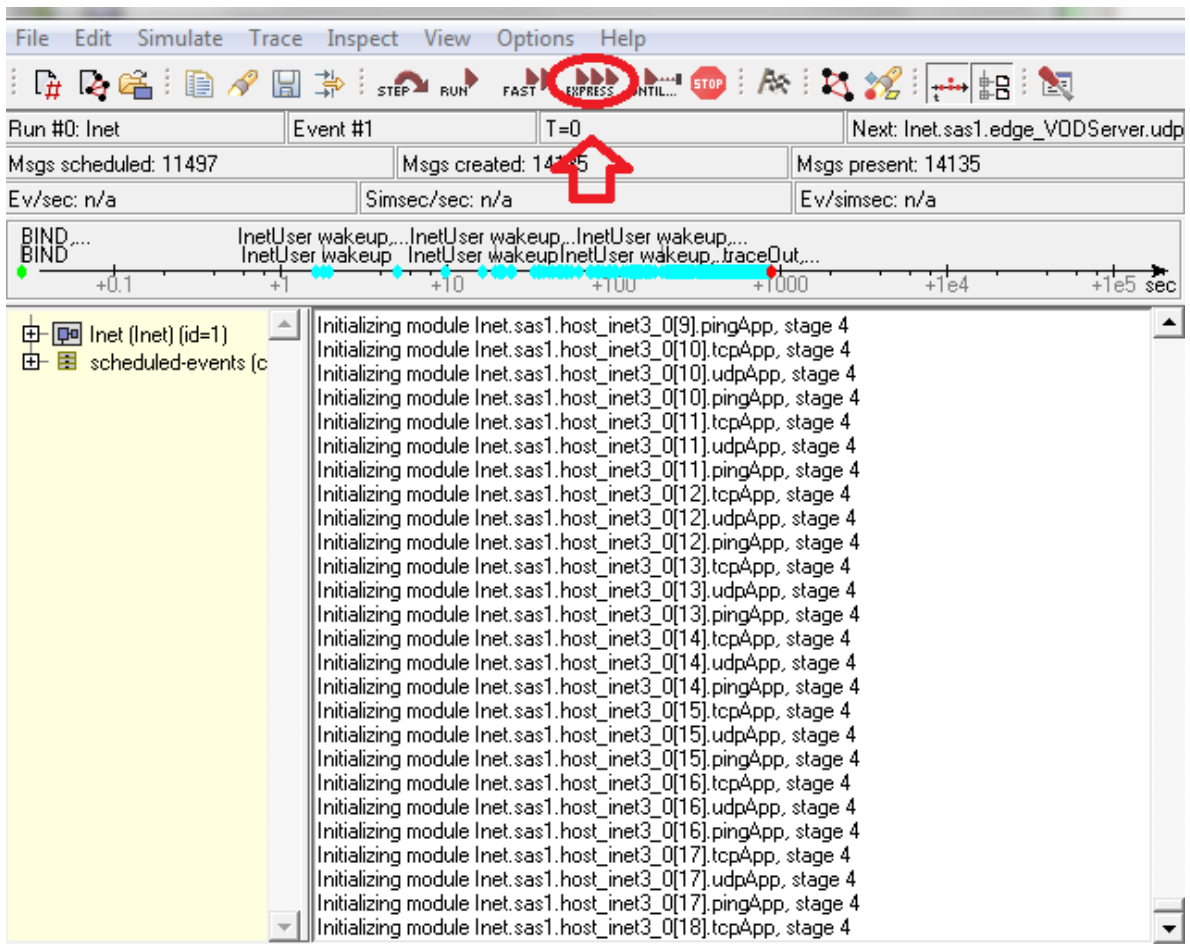 File Edit Simulate Trace Inspect View Options Help
STEP RUN FAST EXPRESS UNTIL... STOP
Run #0: Inet Event #1 T=0 Next: Inet.sas1.edge_VODServer.udp
Msgs scheduled: 11497 Msgs created: 14135 Msgs present: 14135
Ev/sec: n/a Simsec/sec: n/a Ev/simsec: n/a
BIND,... InetUser wakeup,...InetUser wakeup,..InetUser wakeup,...
BIND InetUser wakeup InetUser wakeupInetUser wakeup,..traceOut,...
+0.1 +1 +10 +100 +1000 +1e4 +1e5 sec
Inet (Inet) (id=1)
scheduled-events (c
Initializing module Inet.sas1.host_inet3_0[9].pingApp, stage 4
Initializing module Inet.sas1.host_inet3_0[10].tcpApp, stage 4
Initializing module Inet.sas1.host_inet3_0[10].udpApp, stage 4
Initializing module Inet.sas1.host_inet3_0[10].pingApp, stage 4
Initializing module Inet.sas1.host_inet3_0[11].tcpApp, stage 4
Initializing module Inet.sas1.host_inet3_0[11].udpApp, stage 4
Initializing module Inet.sas1.host_inet3_0[11].pingApp, stage 4
Initializing module Inet.sas1.host_inet3_0[12].tcpApp, stage 4
Initializing module Inet.sas1.host_inet3_0[12].udpApp, stage 4
Initializing module Inet.sas1.host_inet3_0[12].pingApp, stage 4
Initializing module Inet.sas1.host_inet3_0[13].tcpApp, stage 4
Initializing module Inet.sas1.host_inet3_0[13].udpApp, stage 4
Initializing module Inet.sas1.host_inet3_0[13].pingApp, stage 4
Initializing module Inet.sas1.host_inet3_0[14].tcpApp, stage 4
Initializing module Inet.sas1.host_inet3_0[14].udpApp, stage 4
Initializing module Inet.sas1.host_inet3_0[14].pingApp, stage 4
Initializing module Inet.sas1.host_inet3_0[15].tcpApp, stage 4
Initializing module Inet.sas1.host_inet3_0[15].udpApp, stage 4
Initializing module Inet.sas1.host_inet3_0[15].pingApp, stage 4
Initializing module Inet.sas1.host_inet3_0[16].tcpApp, stage 4
Initializing module Inet.sas1.host_inet3_0[16].udpApp, stage 4
Initializing module Inet.sas1.host_inet3_0[16].pingApp, stage 4
Initializing module Inet.sas1.host_inet3_0[17].tcpApp, stage 4
Initializing module Inet.sas1.host_inet3_0[17].udpApp, stage 4
Initializing module Inet.sas1.host_inet3_0[17].pingApp, stage 4
Initializing module Inet.sas1.host_inet3_0[18].tcpApp, stage 4